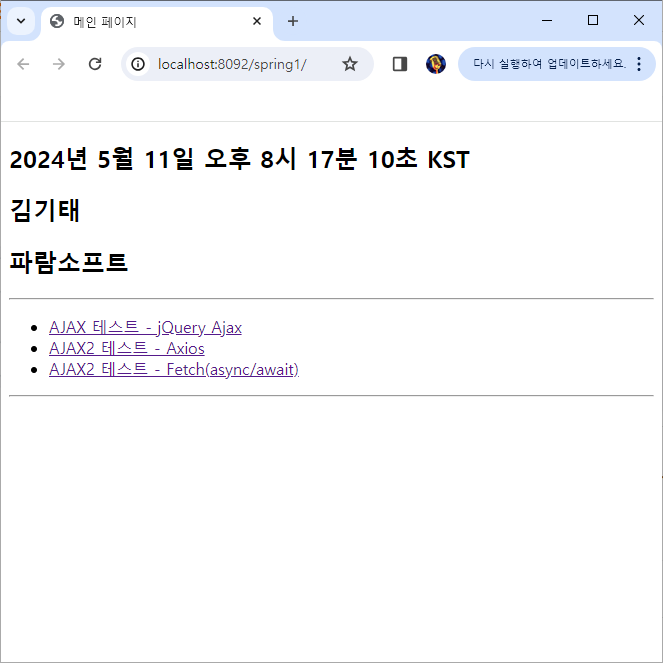 메인 페이지
localhost:8092/spring1/
다시 실행하여 업데이트하세요.
2024년 5월 11일 오후 8시 17분 10초 KST
김기태
파람소프트
AJAX 테스트 - jQuery Ajax
AJAX2 테스트 - Axios
AJAX2 테스트 - Fetch(async/await)